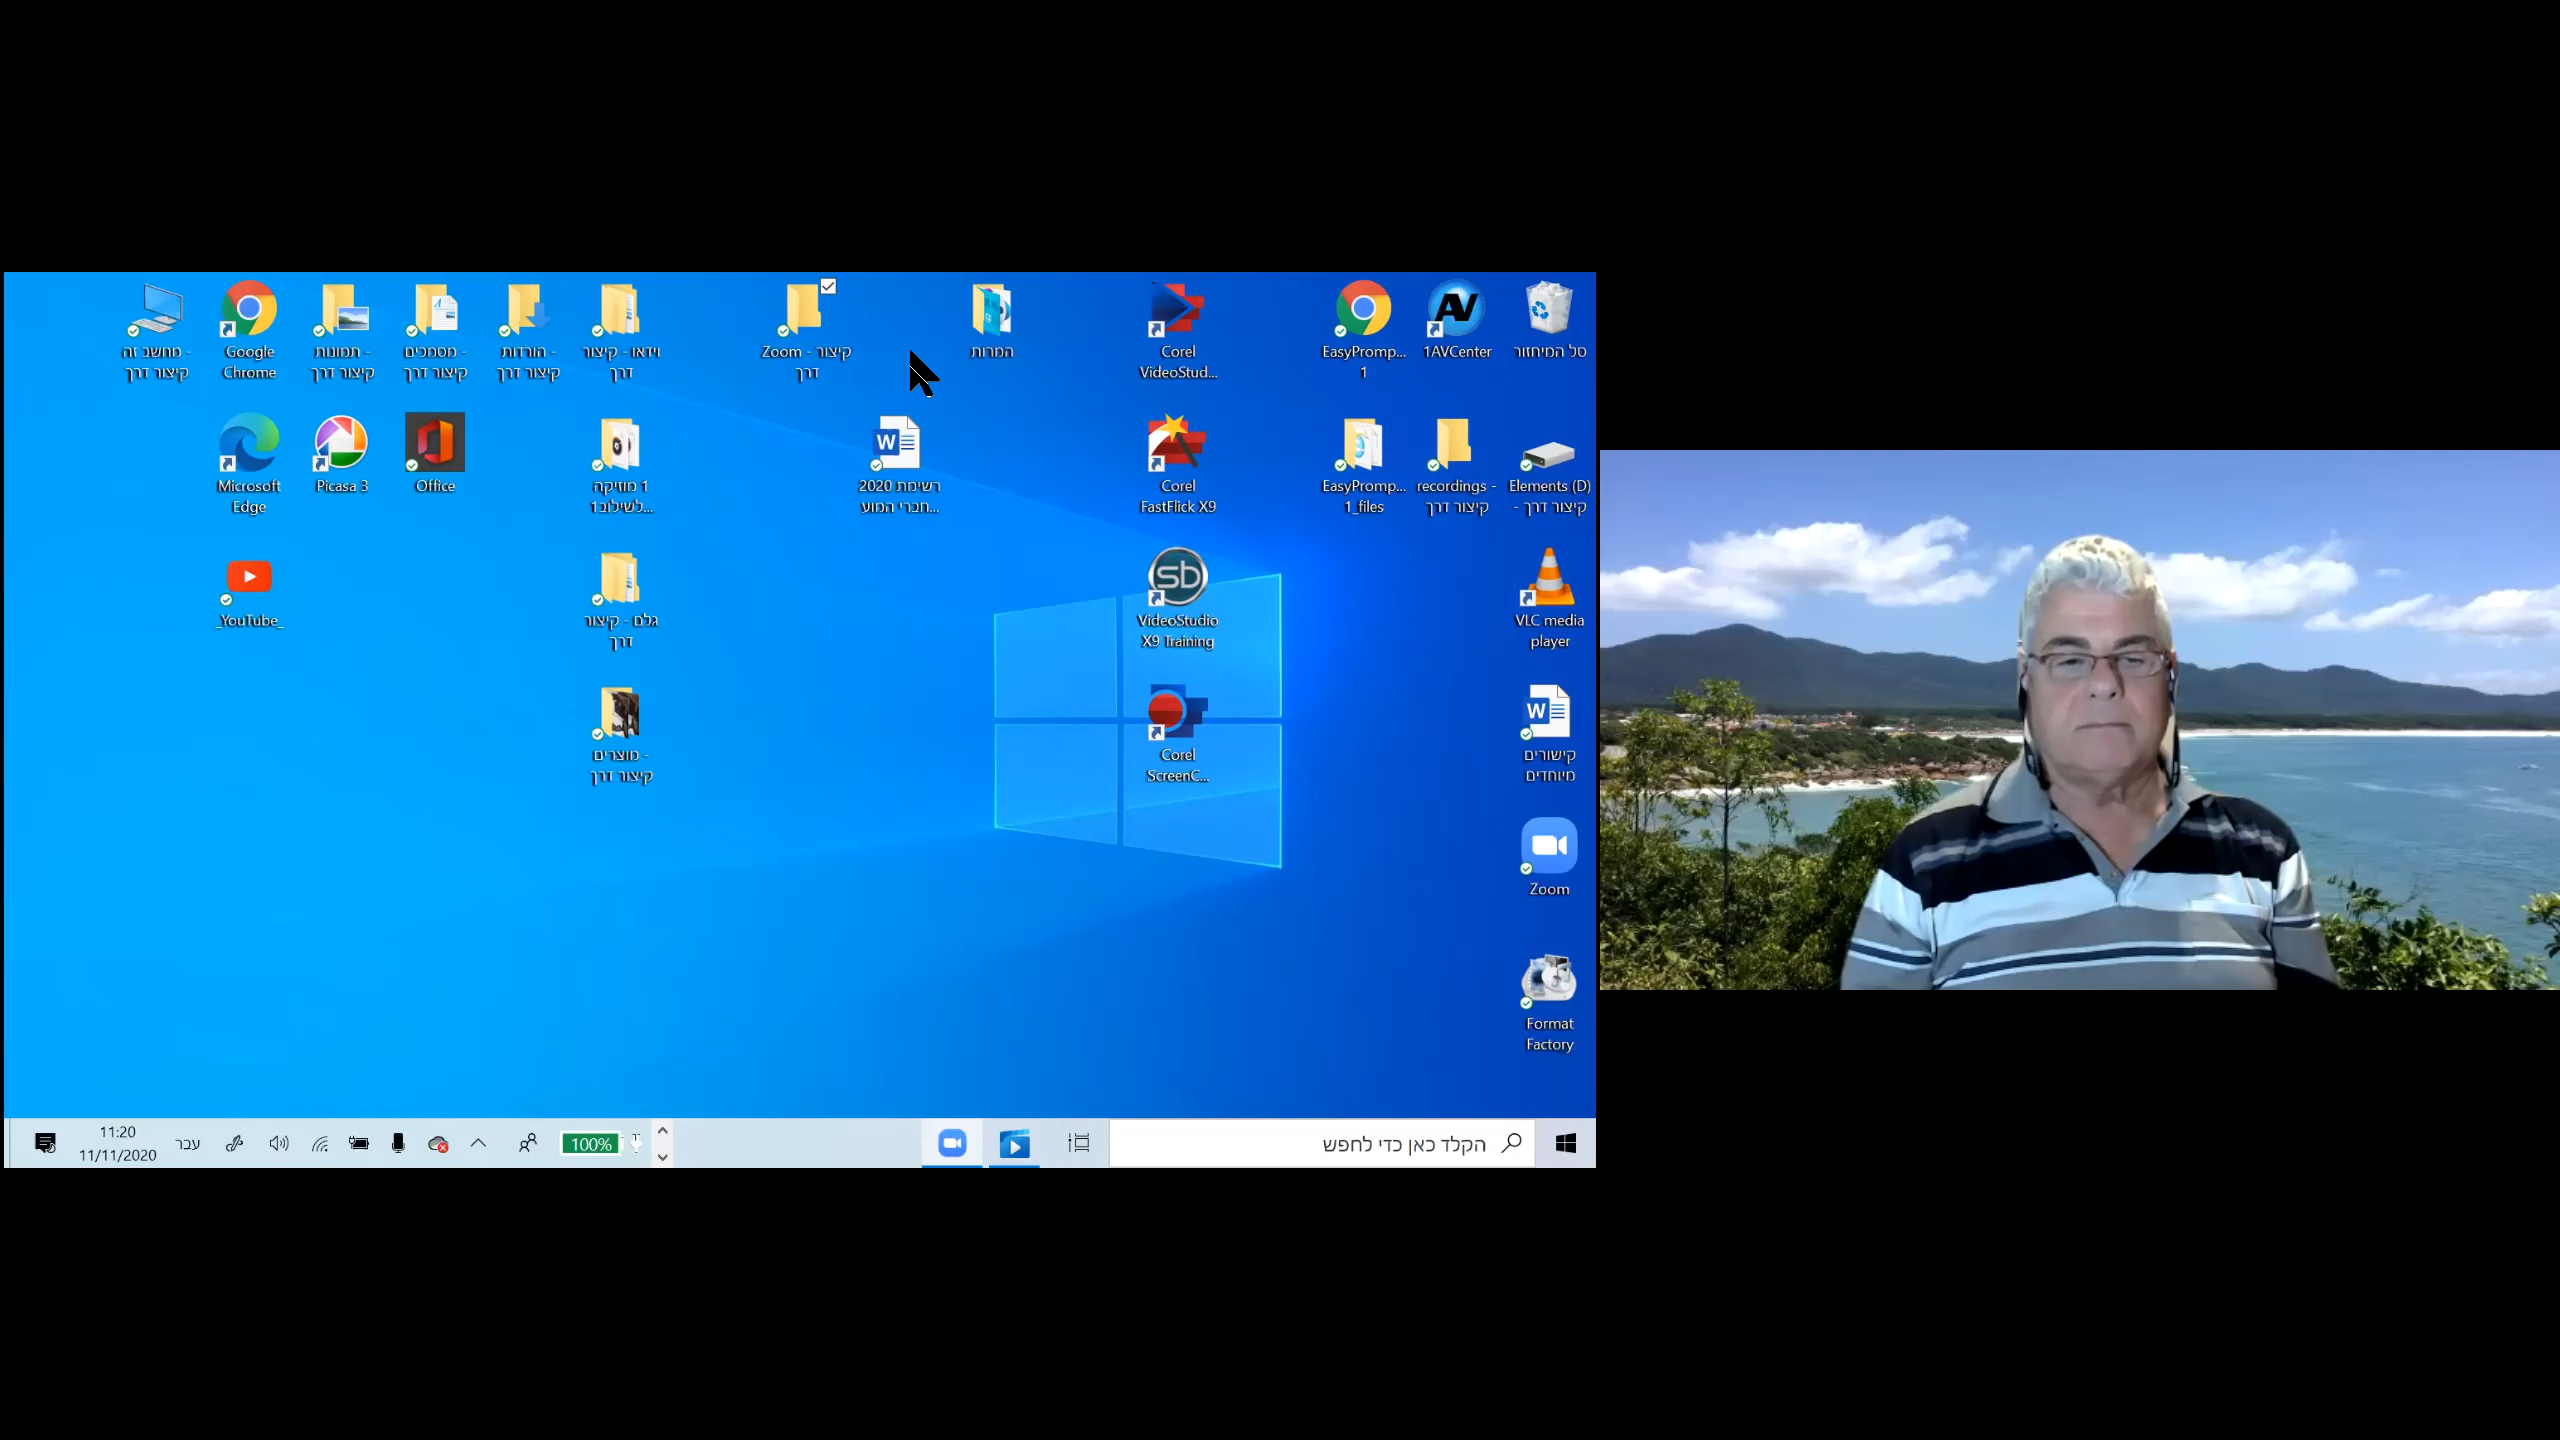 סל המיחזור
1AVCenter
EasyPromp...
1
Corel
VideoStud...
המרות
Zoom - קיצור
דרך
וידאו - קיצור
דרך
הורדות -
קיצור דרך
מסמכים -
קיצור דרך
תמונות -
קיצור דרך
Google
Chrome
מחשב זה -
קיצור דרך
Elements (D)
- קיצור דרך
recordings -
קיצור דרך
EasyPromp...
1_files
Corel
FastFlick X9
רשימת 2020
חברי המוע...
1 מוזיקה
לשילוב1...
Office
Picasa 3
Microsoft
Edge
VLC media
player
VideoStudio
X9 Training
גלם - קיצור
דרך
_YouTube_
קישורים
מיוחדים
Corel
ScreenC...
מוצרים -
קיצור דרך
Zoom
Format
Factory
הקלד כאן כדי לחפש
100%
עבר
11:20
11/11/2020